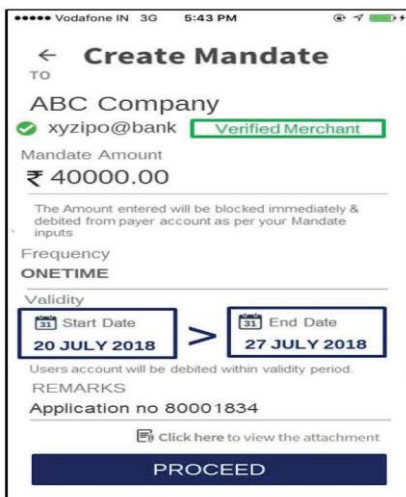 Vodafone IN 3G 5:43 PM
← Create Mandate
TO
ABC Company
xyzipo@bank Verified Merchant
Mandate Amount
₹ 40000.00
The Amount entered will be blocked immediately &
debited from payer account as per your Mandate
inputs
Frequency
ONETIME
Validity
31 Start Date > 31 End Date
20 JULY 2018 27 JULY 2018
Users account will be debited within validity period.
REMARKS
Application no 80001834
Click here to view the attachment
PROCEED